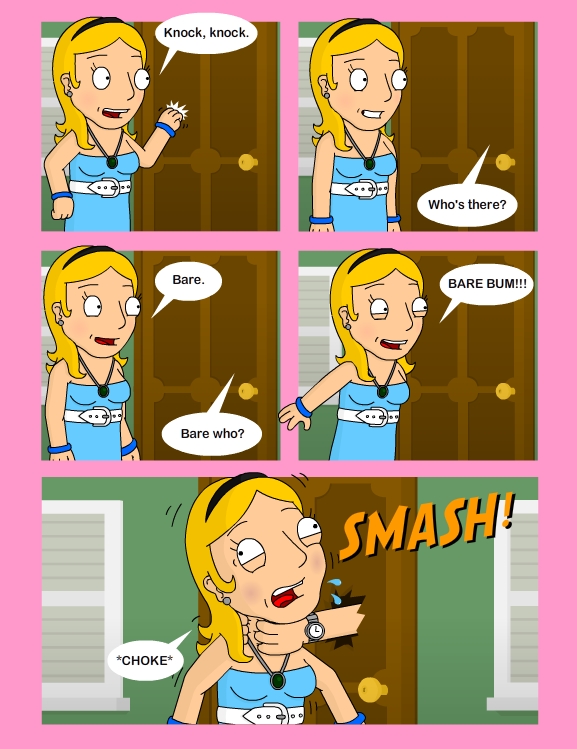 Knock, knock.
Who's there?
Bare.
Bare who?
BARE BUM!!!
SMASH!
*CHOKE*